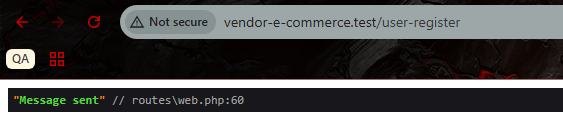 Not secure vendor-e-commerce.test/user-register
QA
"Message sent" // routes\web.php:60